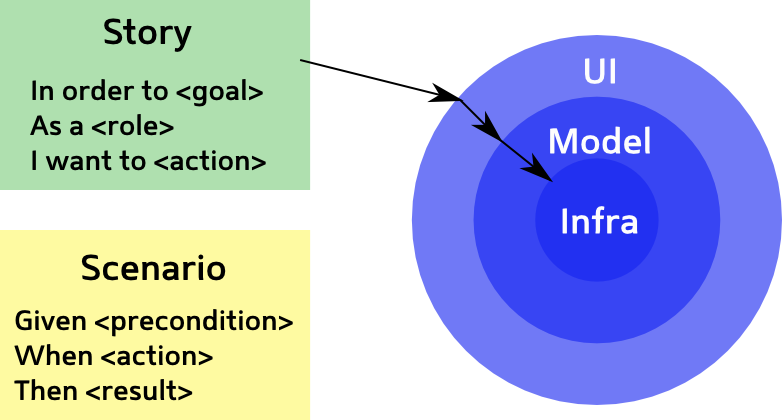 Story
In order to <goal>
As a <role>
I want to <action>
Scenario
Given <precondition>
When <action>
Then <result>
UI
Model
Infra